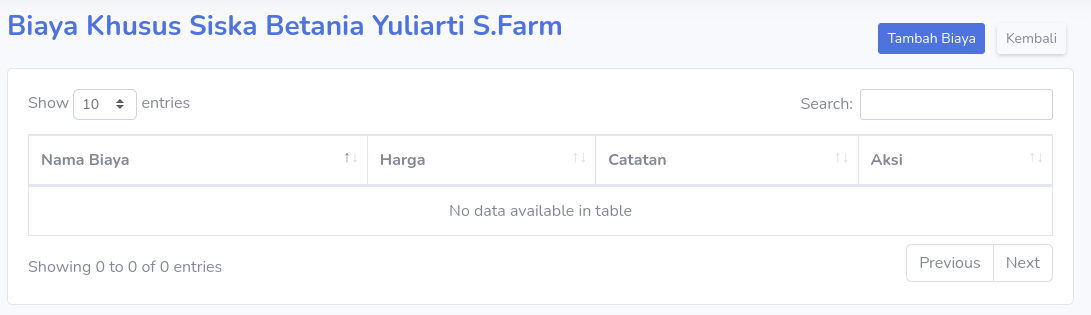 Biaya Khusus Siska Betania Yuliarti S.Farm
Tambah Biaya Kembali
Show 10 entries Search:
Nama Biaya Harga Catatan Aksi
No data available in table
Showing 0 to 0 of 0 entries Previous Next